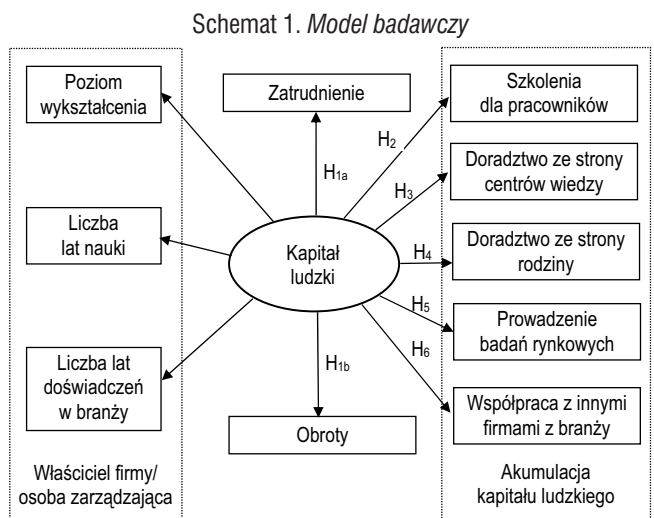 Schemat 1. Model badawczy
Poziom
wykształcenia
Liczba
lat nauki
Liczba lat
doświadczeń
w branży
Właściciel firmy/
osoba zarządzająca
Zatrudnienie
H1a
Kapitał
ludzki
H1b
Obroty
H2
H3
H4
H5
H6
Szkolenia
dla pracowników
Doradztwo ze strony
centrów wiedzy
Doradztwo ze strony
rodziny
Prowadzenie
badań rynkowych
Współpraca z innymi
firmami z branży
Akumulacja
kapitału ludzkiego